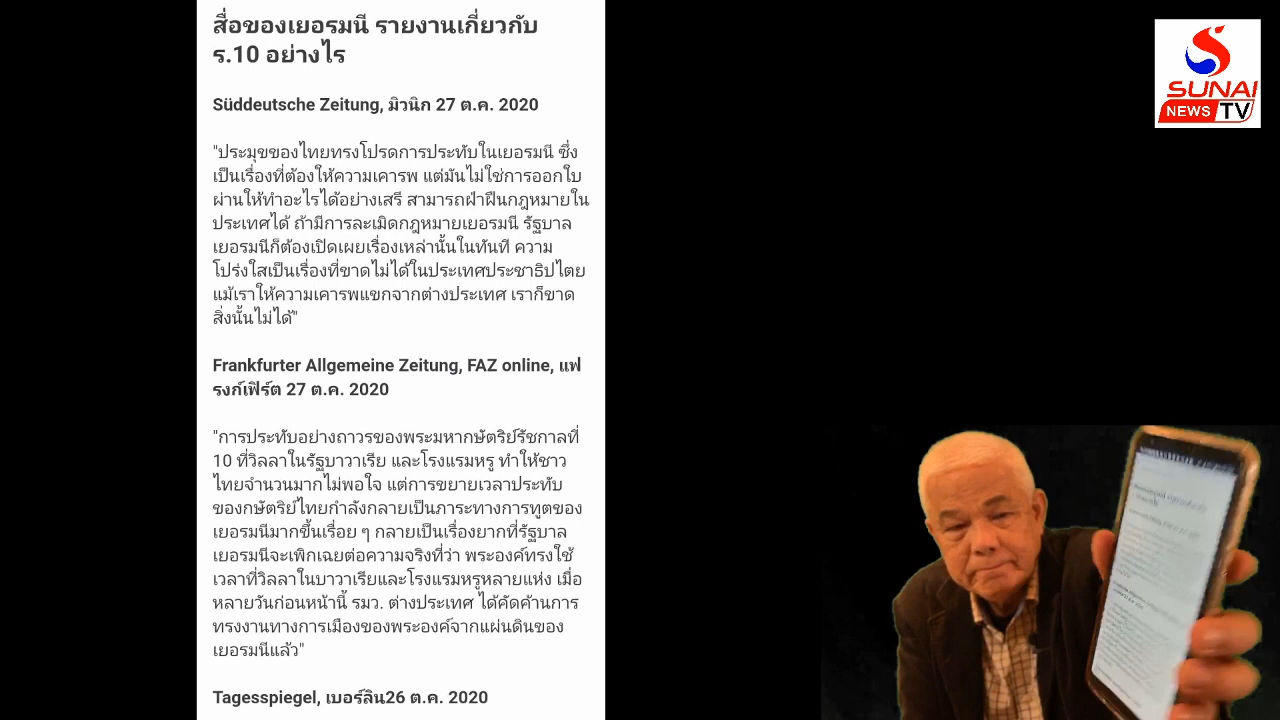 สื่อของเยอรมนี รายงานเกี่ยวกับ
ร.10 อย่างไร
Süddeutsche Zeitung, มิวนิก 27 ต.ค. 2020
"ประมุขของไทยทรงโปรดการประทับในเยอรมนี ซึ่ง
เป็นเรื่องที่ต้องให้ความเคารพ แต่มันไม่ใช่การออกใบ
ผ่านให้ทำอะไรได้อย่างเสรี สามารถฝ่าฝืนกฎหมายใน
ประเทศได้ ถ้ามีการละเมิดกฎหมายเยอรมนี รัฐบาล
เยอรมนีก็ต้องเปิดเผยเรื่องเหล่านั้นในทันที ความ
โปร่งใสเป็นเรื่องที่ขาดไม่ได้ในประเทศประชาธิปไตย
แม้เราให้ความเคารพแขกจากต่างประเทศ เราก็ขาด
สิ่งนั้นไม่ได้"
Frankfurter Allgemeine Zeitung, FAZ online, แฟ
รงก์เฟิร์ต 27 ต.ค. 2020
"การประทับอย่างถาวรของพระมหากษัตริย์รัชกาลที่
10 ที่วิลลาในรัฐบาวาเรีย และโรงแรมหรู ทำให้ชาว
ไทยจำนวนมากไม่พอใจ แต่การขยายเวลาประทับ
ของกษัตริย์ไทยกำลังกลายเป็นภาระทางการทูตของ
เยอรมนีมากขึ้นเรื่อย ๆ กลายเป็นเรื่องยากที่รัฐบาล
เยอรมนีจะเพิกเฉยต่อความจริงที่ว่า พระองค์ทรงใช้
เวลาที่วิลลาในบาวาเรียและโรงแรมหรูหลายแห่ง เมื่อ
หลายวันก่อนหน้านี้ รมว. ต่างประเทศ ได้คัดค้านการ
ทรงงานทางการเมืองของพระองค์จากแผ่นดินของ
เยอรมนีแล้ว"
Tagesspiegel, เบอร์ลิน26 ต.ค. 2020
SUNAI
NEWS TV